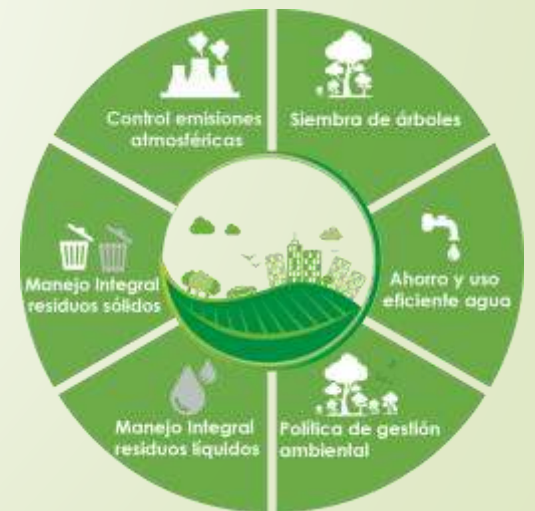 Control emisiones
atmosféricas
Siembra de árboles
Manejo Integral
residuos sólidos
Ahorro y uso
eficiente agua
Manejo Integral
residuos líquidos
Política de gestión
ambiental